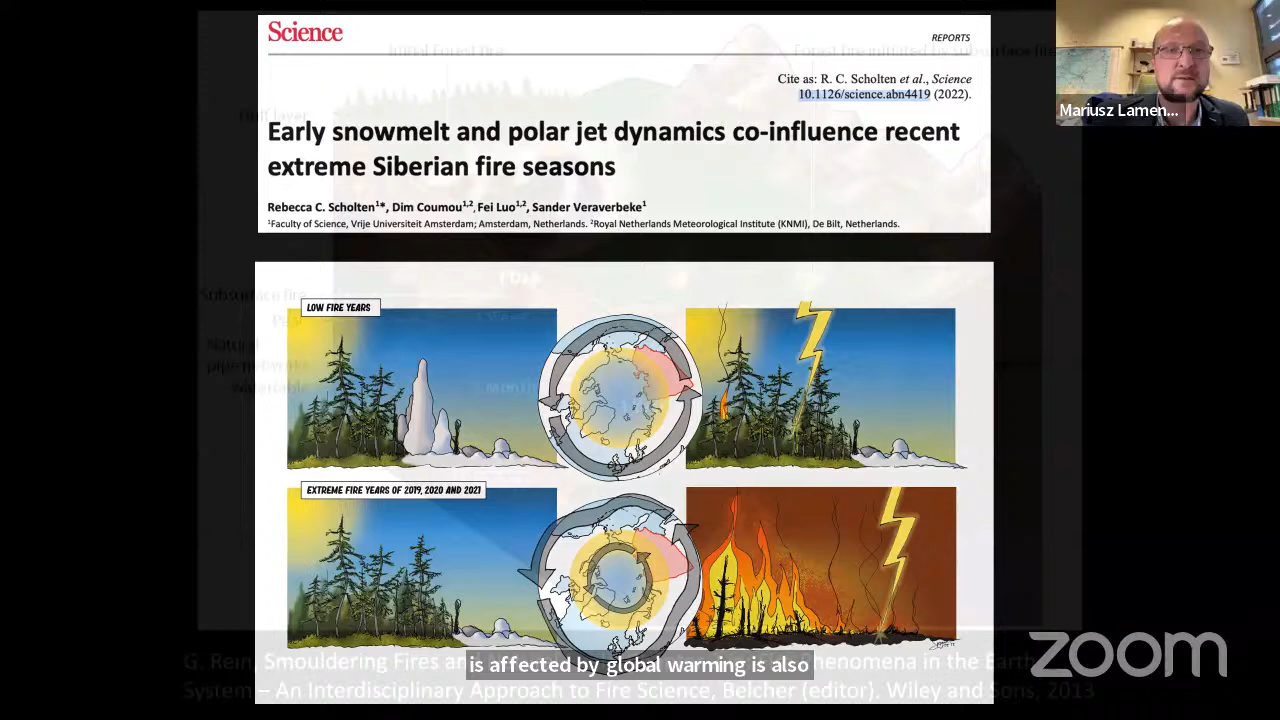 Science
REPORTS
Cite as: R. C. Scholten et al., Science
10.1126/science.abn4419 (2022).
Early snowmelt and polar jet dynamics co-influence recent
extreme Siberian fire seasons
Rebecca C. Scholten1*, Dim Coumou1,2, Fei Luo1,2, Sander Veraverbeke1
1Faculty of Science, Vrije Universiteit Amsterdam; Amsterdam, Netherlands. 2Royal Netherlands Meteorological Institute (KNMI), De Bilt, Netherlands.
Mariusz Lamen...
LOW FIRE YEARS
EXTREME FIRE YEARS OF 2019, 2020 AND 2021
is affected by global warming is also
G. Rein, Smouldering Fires and Phenomena in the Earth
System – An Interdisciplinary Approach to Fire Science, Belcher (editor). Wiley and Sons, 2013
zoom